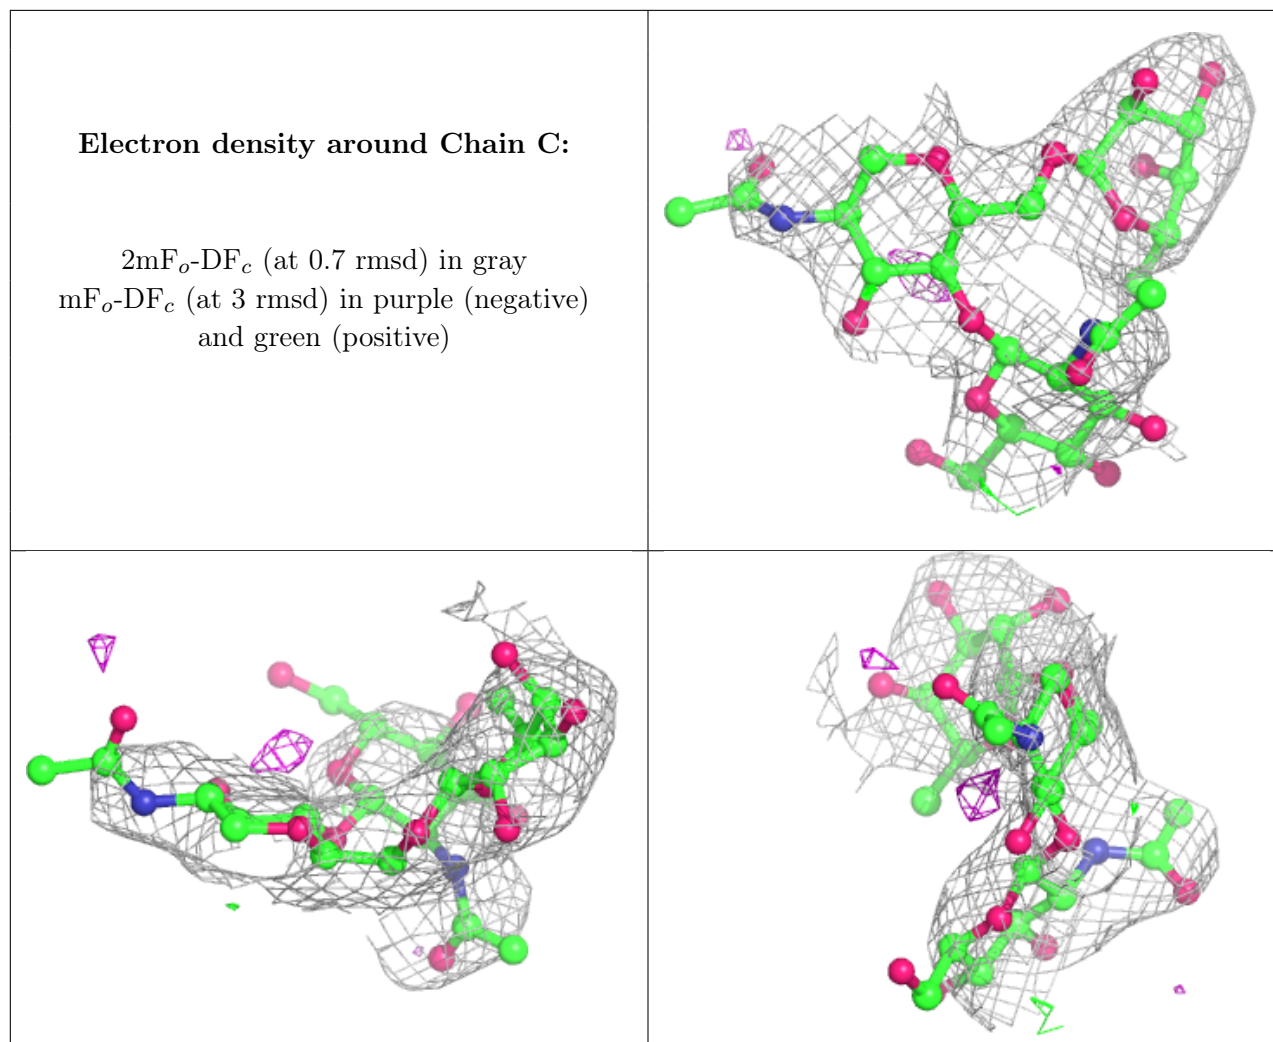 Electron density around Chain C:
2mFo-DFc (at 0.7 rmsd) in gray
mFo-DFc (at 3 rmsd) in purple (negative)
and green (positive)